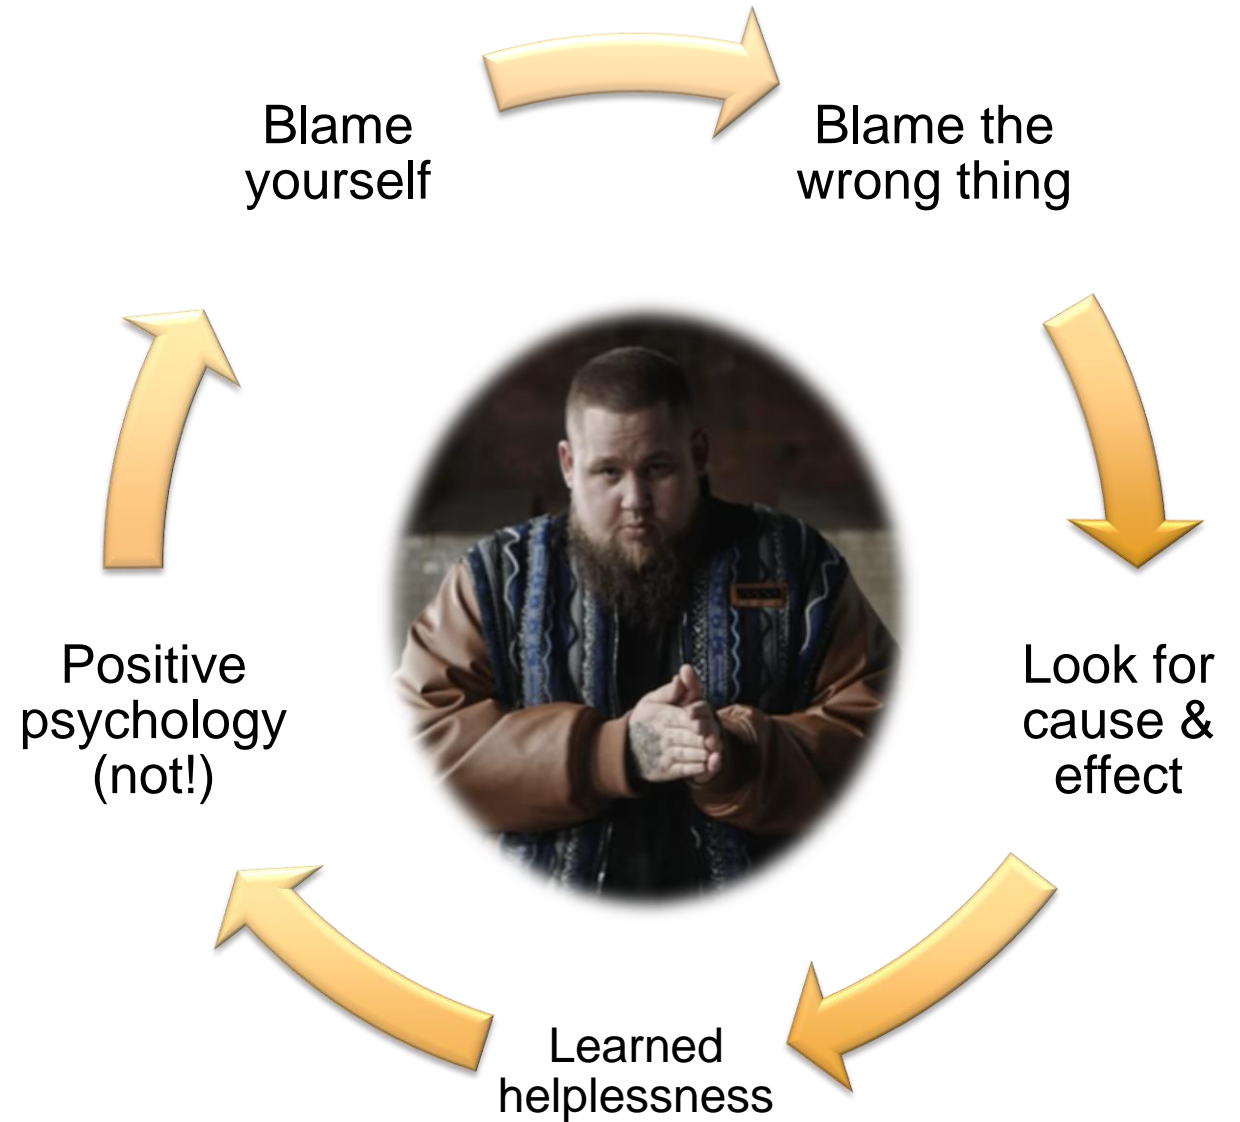 Blame
yourself
Blame the
wrong thing
Look for
cause &
effect
Learned
helplessness
Positive
psychology
(not!)